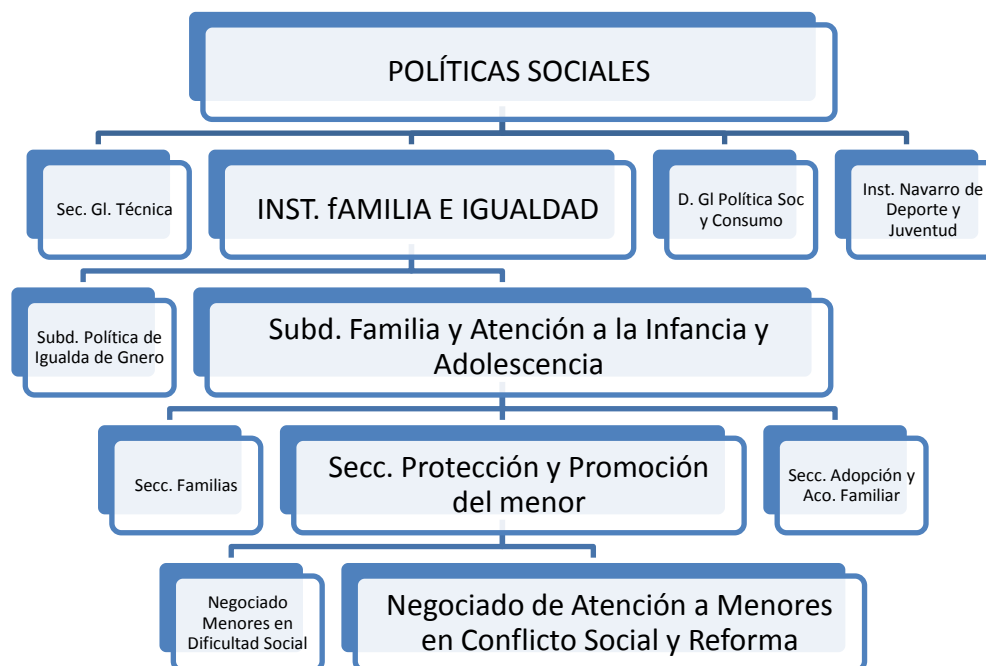 POLÍTICAS SOCIALES
Sec. Gl. Técnica
INST. fAMILIA E IGUALDAD
D. Gl Política Soc
y Consumo
Inst. Navarro de
Deporte y
Juventud
Subd. Política de
Igualda de Gnero
Subd. Familia y Atención a la Infancia y
Adolescencia
Secc. Familias
Secc. Protección y Promoción
del menor
Secc. Adopción y
Aco. Familiar
Negociado
Menores en
Dificultad Social
Negociado de Atención a Menores
en Conflicto Social y Reforma